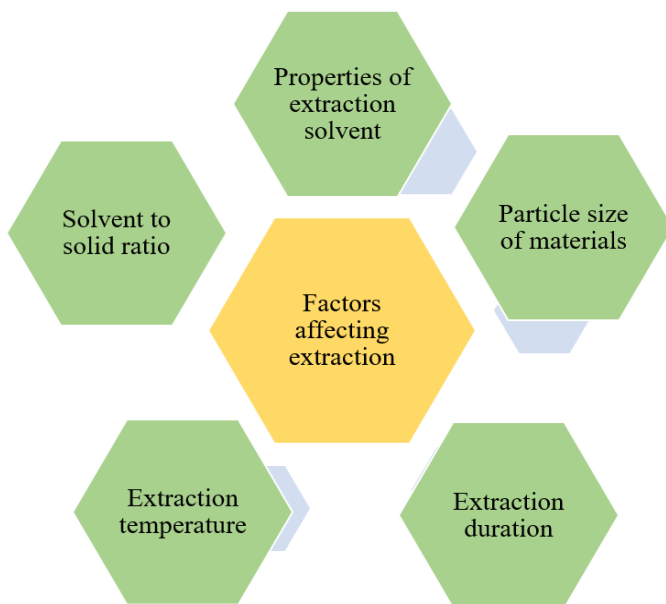 Properties of
extraction
solvent
Solvent to
solid ratio
Particle size
of materials
Factors
affecting
extraction
Extraction
temperature
Extraction
duration